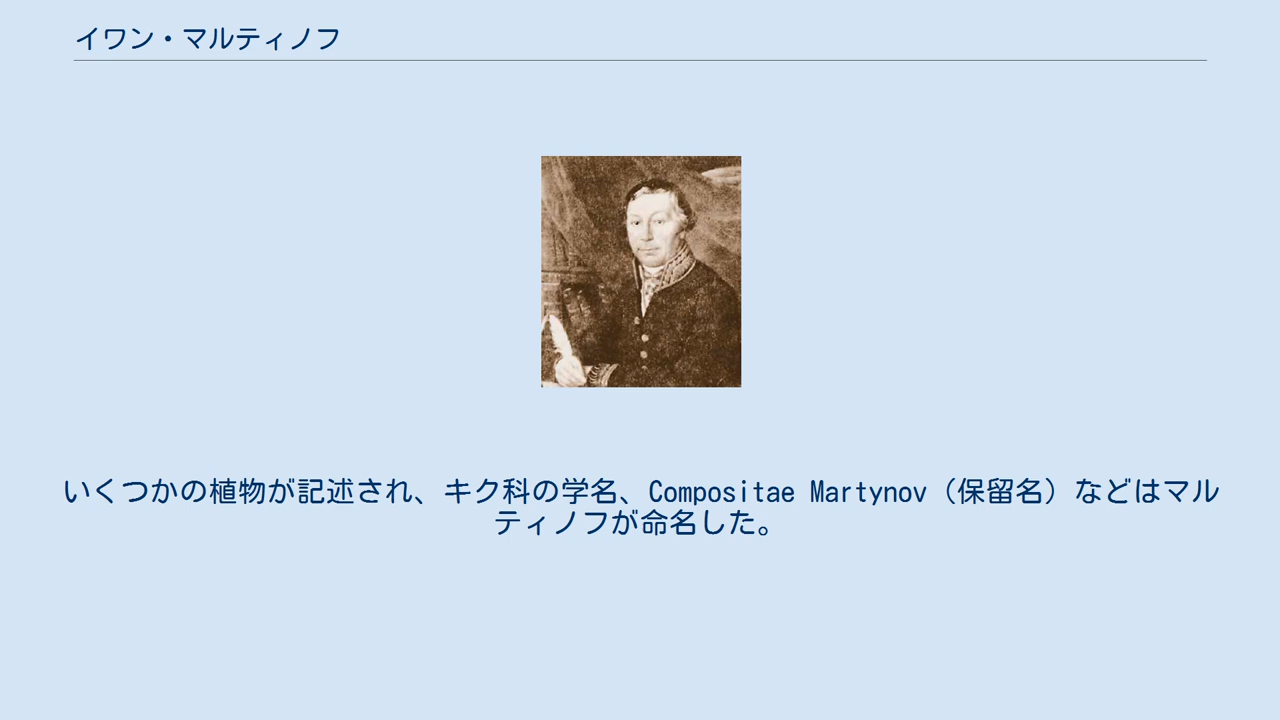 イワン・マルティノフ
いくつかの植物が記述され、キク科の学名、Compositae Martynov（保留名）などはマル
ティノフが命名した。